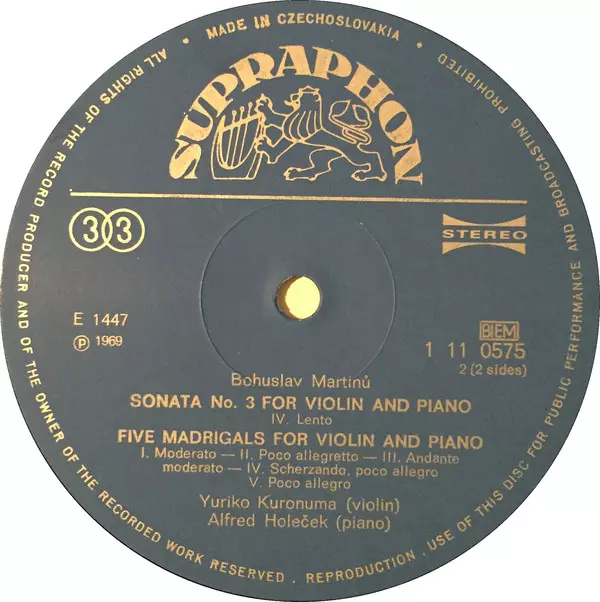 · MADE IN CZECHOSLOVAKIA ·
ALL RIGHTS OF THE RECORD PRODUCER AND OF THE OWNER OF THE RECORDED WORK RESERVED . REPRODUCTION . USE OF THIS DISC FOR PUBLIC PERFORMANCE AND BROADCASTING PROHIBITED
SUPRAPHON
33
STEREO
E 1447
Ⓟ 1969
BIEM
1 11 0575
2 (2 sides)
Bohuslav Martinů
SONATA No. 3 FOR VIOLIN AND PIANO
IV. Lento
FIVE MADRIGALS FOR VIOLIN AND PIANO
I. Moderato — II. Poco allegretto — III. Andante
moderato — IV. Scherzando, poco allegro
V. Poco allegro
Yuriko Kuronuma (violin)
Alfred Holeček (piano)